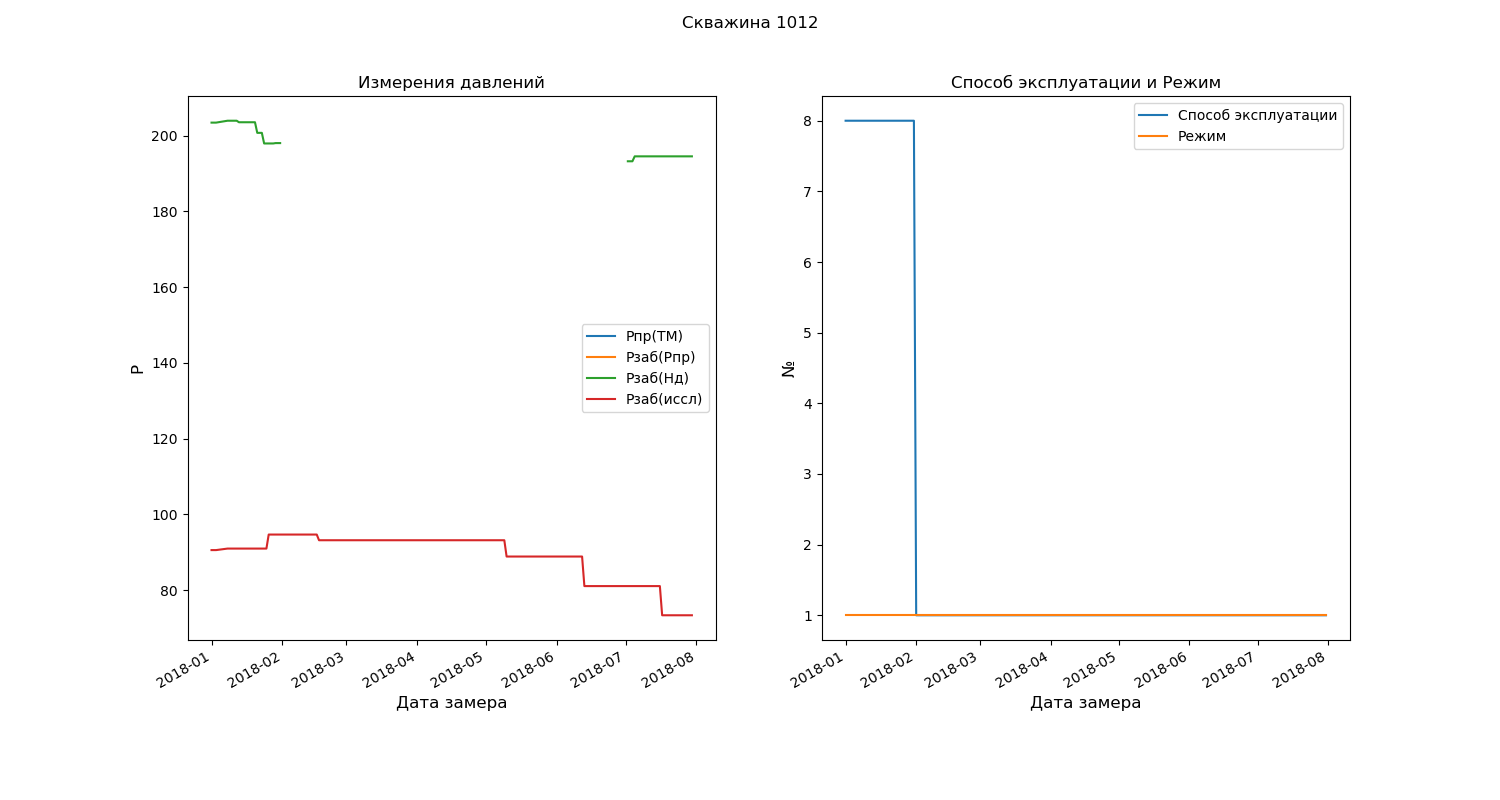 Скважина 1012
Измерения давлений
200
180
160
140
120
100
80
P
Рпр(ТМ)
Рзаб(Рпр)
Рзаб(Нд)
Рзаб(иссл)
2018-01
2018-02
2018-03
2018-04
2018-05
2018-06
2018-07
2018-08
Дата замера
Способ эксплуатации и Режим
8
7
6
5
4
3
2
1
№
Способ эксплуатации
Режим
2018-01
2018-02
2018-03
2018-04
2018-05
2018-06
2018-07
2018-08
Дата замера